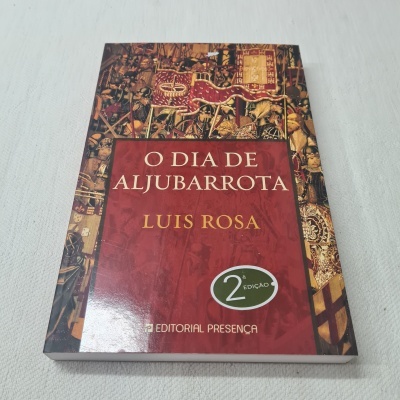 O DIA DE
ALJUBARROTA
LUIS ROSA
2ª EDIÇÃO
EDITORIAL PRESENÇA